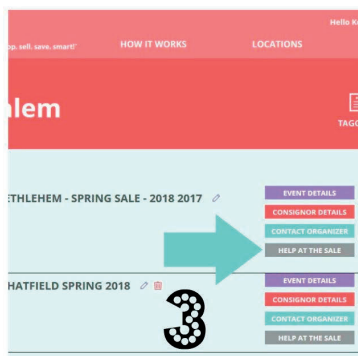 Hello K
op. sell. save. smart!"
HOW IT WORKS
LOCATIONS
lem
TAGG
ETHLEHEM - SPRING SALE - 2018 2017
EVENT DETAILS
CONSIGNOR DETAILS
CONTACT ORGANIZER
HELP AT THE SALE
HATFIELD SPRING 2018
EVENT DETAILS
CONSIGNOR DETAILS
CONTACT ORGANIZER
HELP AT THE SALE
3